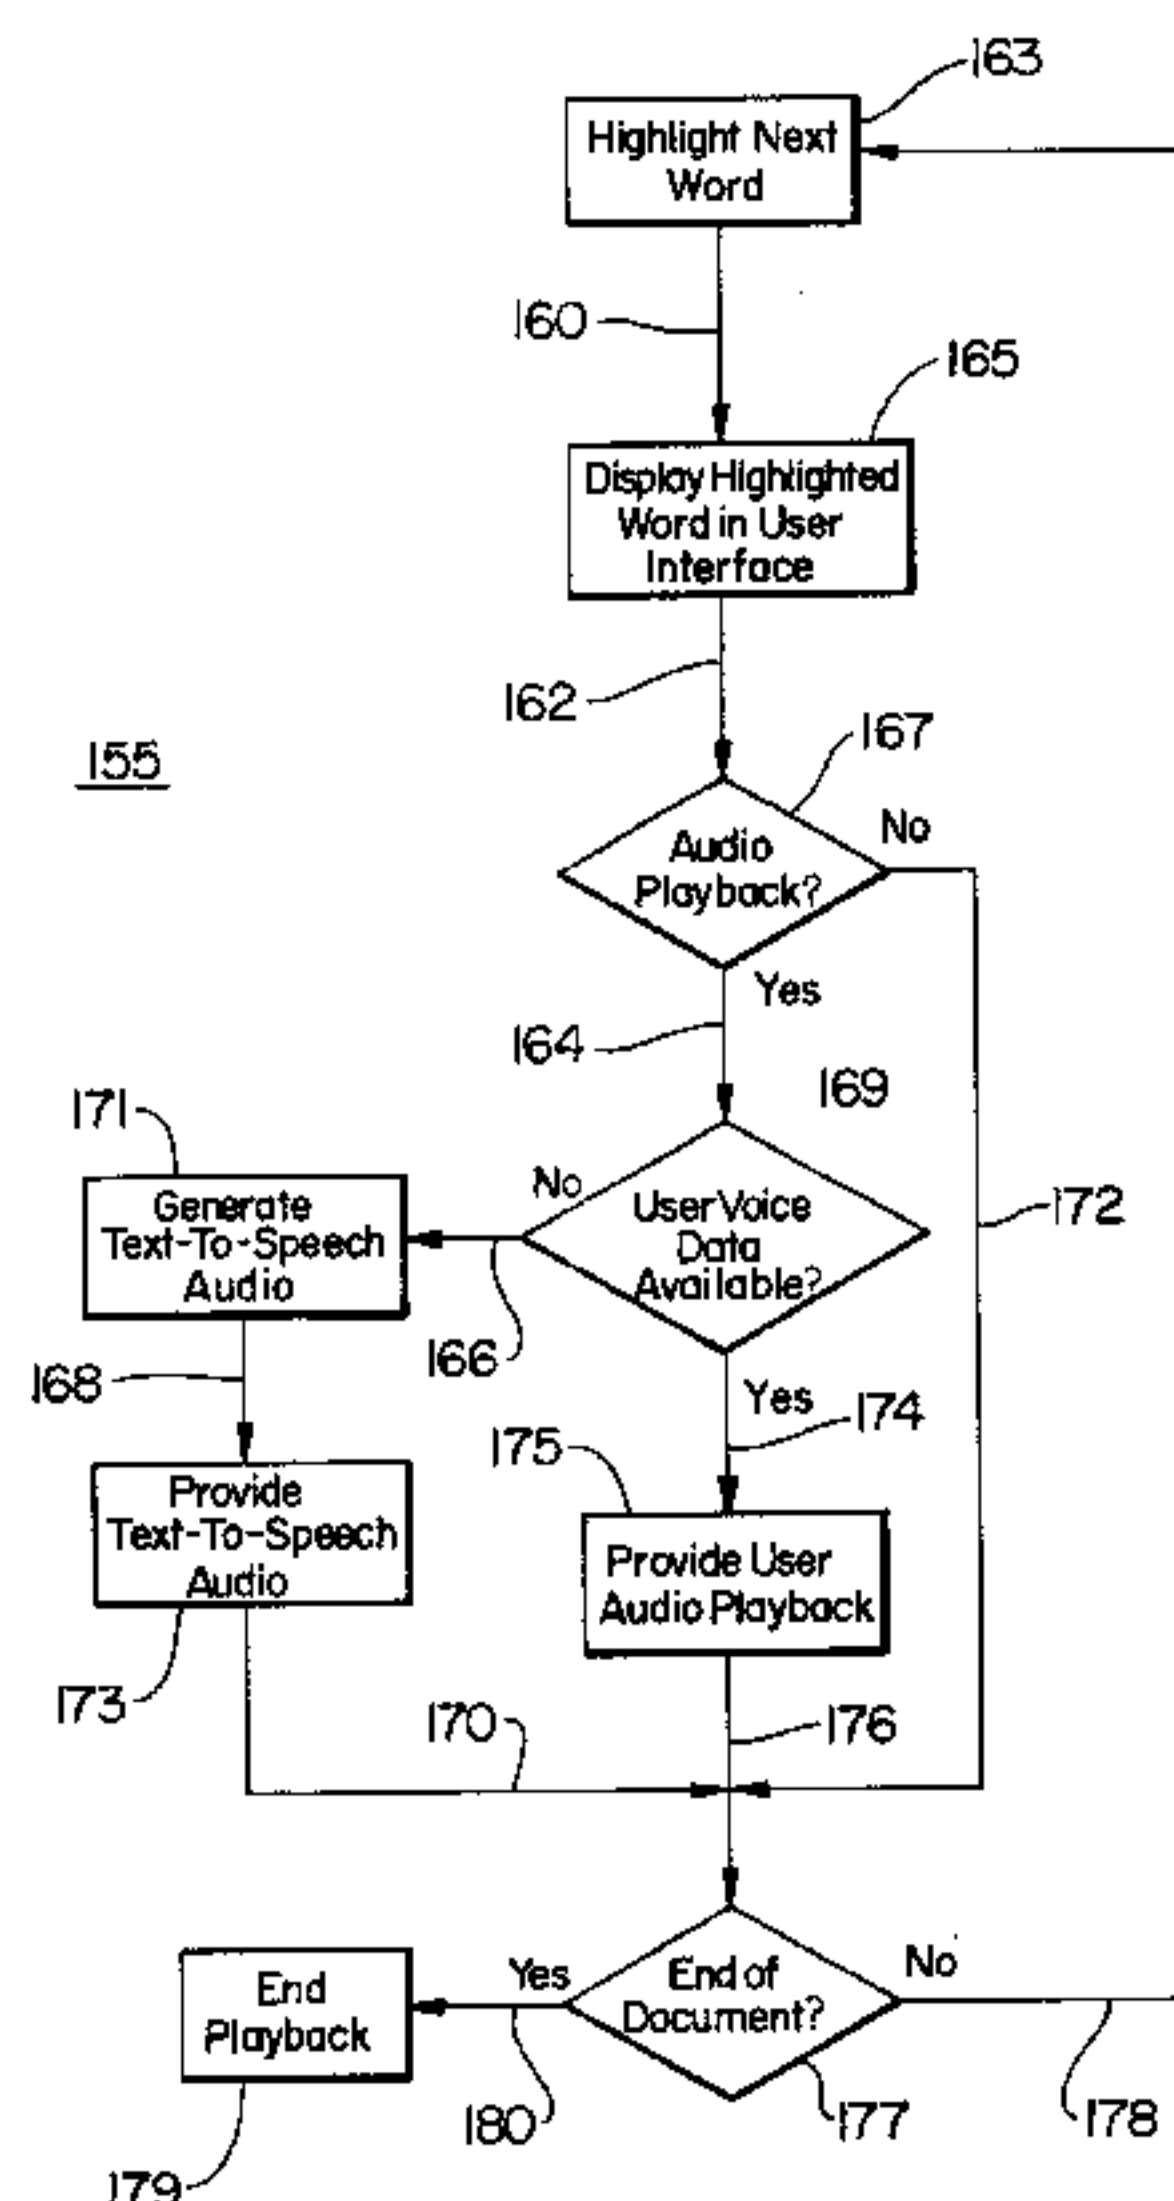 163
Highlight Next
Word
160
165
Display Highlighted
Word in User
Interface
162
167
155
No
Audio
Playback?
Yes
164
169
171
No
User Voice
Data
Available?
Generate
Text-To-Speech
Audio
172
166
168
Yes
174
175
Provide
Text-To-Speech
Audio
Provide User
Audio Playback
173
170
176
Yes
End of
Document?
No
End
Playback
180
177
178
179